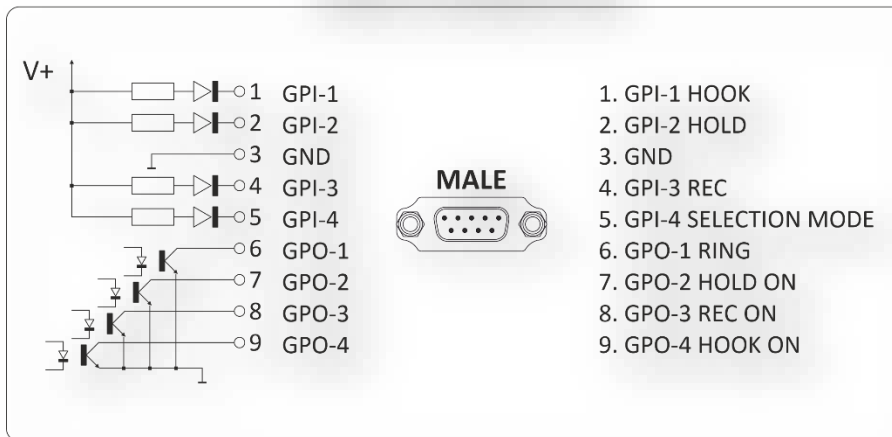 V+
1 GPI-1
2 GPI-2
3 GND
4 GPI-3
5 GPI-4
6 GPO-1
7 GPO-2
8 GPO-3
9 GPO-4
MALE
1. GPI-1 HOOK
2. GPI-2 HOLD
3. GND
4. GPI-3 REC
5. GPI-4 SELECTION MODE
6. GPO-1 RING
7. GPO-2 HOLD ON
8. GPO-3 REC ON
9. GPO-4 HOOK ON